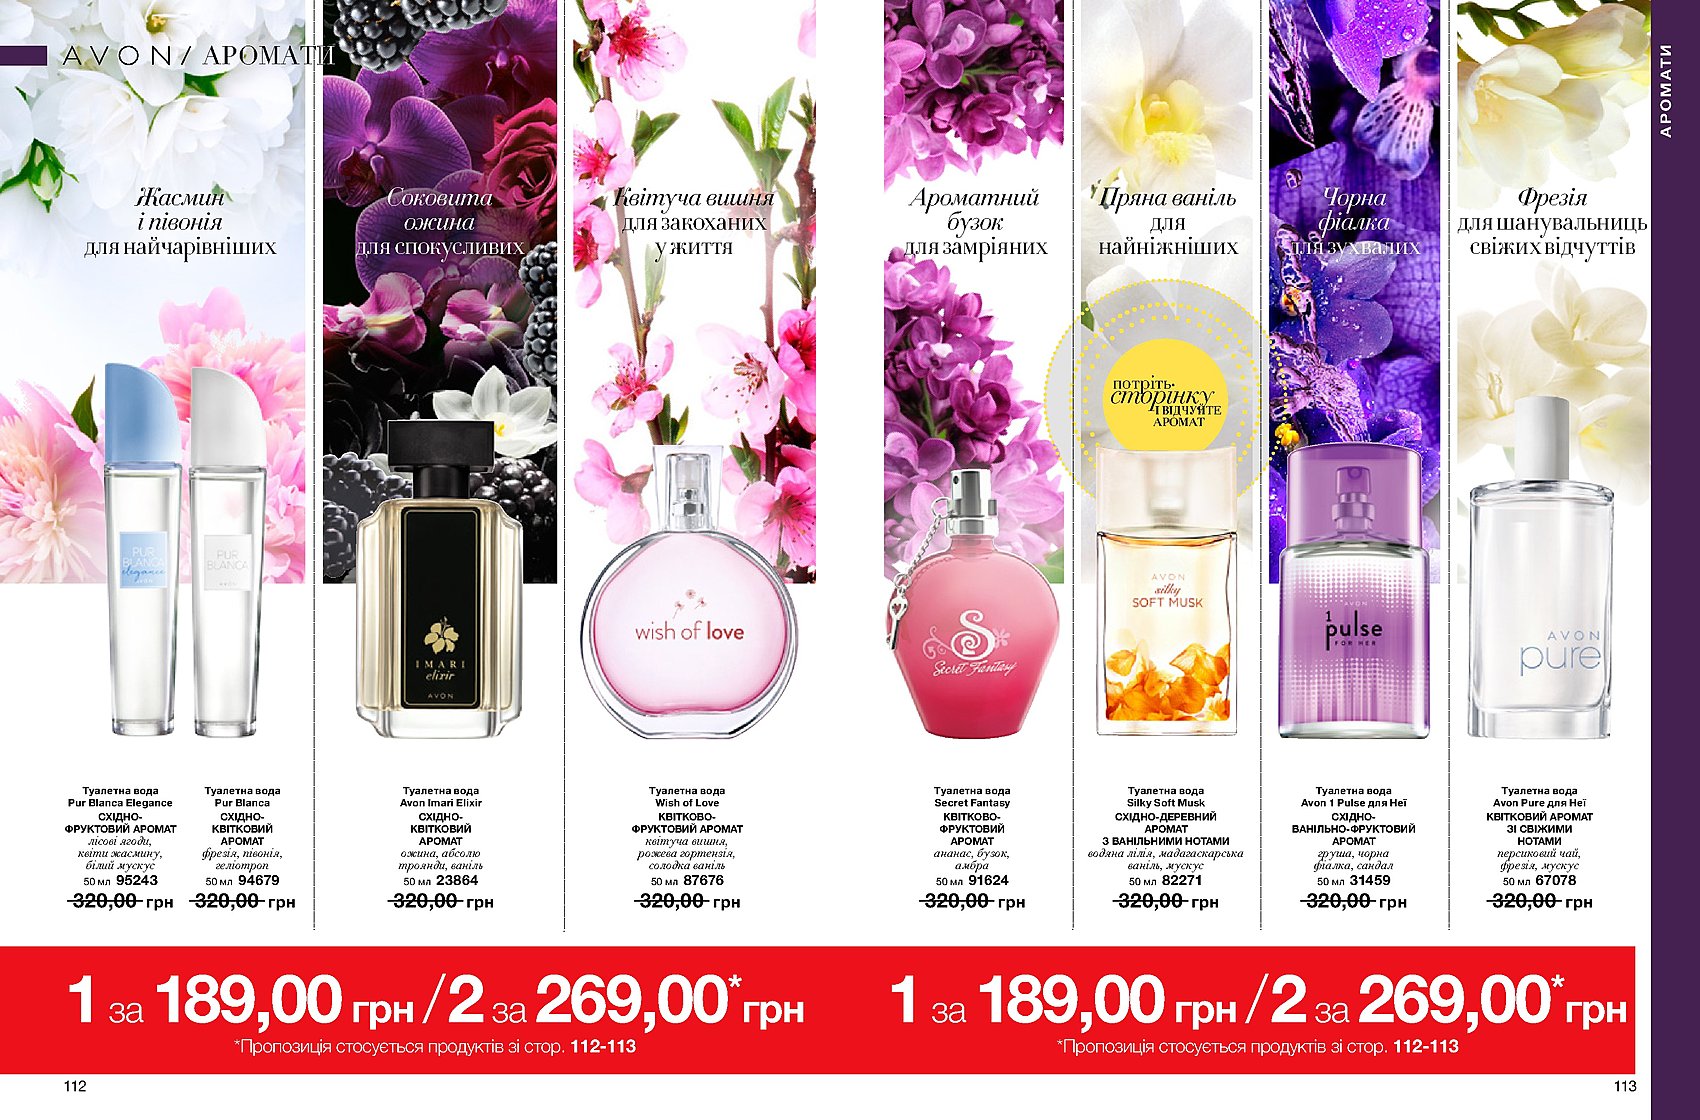 AVON / АРОМАТИ
Жасмин
і півонія
для найчарівніших
Соковита
ожина
для спокусливих
Квітуча вишня
для закоханих
у життя
PUR
BLANCA
elegance
AVON
PUR
BLANCA
AVON
IMARI
elixir
AVON
wish of love
Туалетна вода
Pur Blanca Elegance
СХІДНО-
ФРУКТОВИЙ АРОМАТ
лісові ягоди,
квіти жасмину,
білий мускус
50 мл 95243
320,00 грн
Туалетна вода
Pur Blanca
СХІДНО-
КВІТКОВИЙ
АРОМАТ
фрезія, півонія,
геліотроп
50 мл 94679
320,00 грн
Туалетна вода
Avon Imari Elixir
СХІДНО-
КВІТКОВИЙ
АРОМАТ
ожина, абсолю
троянди, ваніль
50 мл 23864
320,00 грн
Туалетна вода
Wish of Love
КВІТКОВО-
ФРУКТОВИЙ АРОМАТ
квітуча вишня,
рожева гортензія,
солодка ваніль
50 мл 87676
320,00 грн
1 за 189,00 грн / 2 за 269,00* грн
*Пропозиція стосується продуктів зі стор. 112-113
112
АРОМАТИ
Ароматний
бузок
для замріяних
Пряна ваніль
для
найніжніших
Чорна
фіалка
для зухвалих
Фрезія
для шанувальниць
свіжих відчуттів
потріть
сторінку
І ВІДЧУЙТЕ
АРОМАТ
S
Secret Fantasy
AVON
silky
SOFT MUSK
AVON
1
pulse
FOR HER
AVON
pure
Туалетна вода
Secret Fantasy
КВІТКОВО-
ФРУКТОВИЙ
АРОМАТ
ананас, бузок,
амбра
50 мл 91624
320,00 грн
Туалетна вода
Silky Soft Musk
СХІДНО-ДЕРЕВНИЙ
АРОМАТ
З ВАНІЛЬНИМИ НОТАМИ
водяна лілія, мадагаскарська
ваніль, мускус
50 мл 82271
320,00 грн
Туалетна вода
Avon 1 Pulse для Неї
СХІДНО-
ВАНІЛЬНО-ФРУКТОВИЙ
АРОМАТ
груша, чорна
фіалка, сандал
50 мл 31459
320,00 грн
Туалетна вода
Avon Pure для Неї
КВІТКОВИЙ АРОМАТ
ЗІ СВІЖИМИ
НОТАМИ
персиковий чай,
фрезія, мускус
50 мл 67078
320,00 грн
1 за 189,00 грн / 2 за 269,00* грн
*Пропозиція стосується продуктів зі стор. 112-113
113